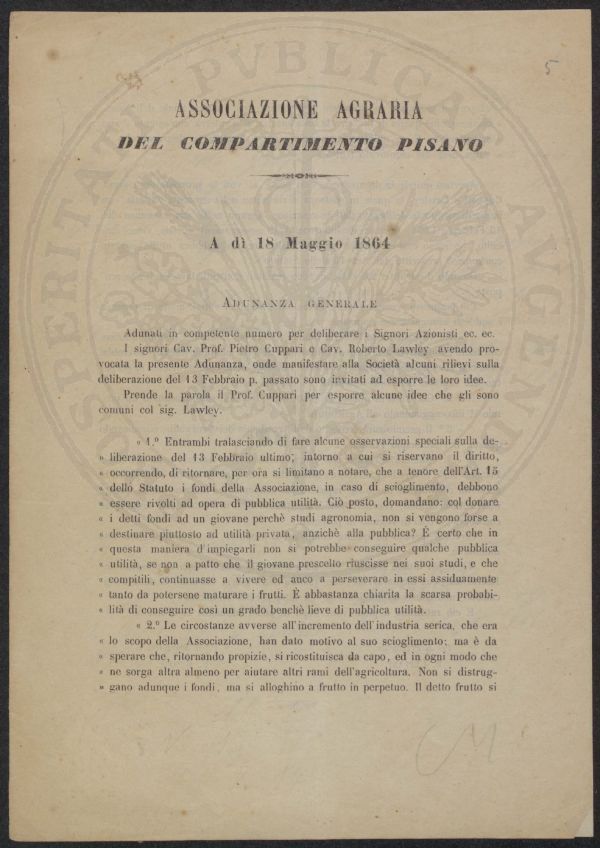 5
ASSOCIAZIONE AGRARIA
DEL COMPARTIMENTO PISANO
A dì 18 Maggio 1864
ADUNANZA GENERALE
Adunati in competente numero per deliberare i Signori Azionisti ec. ec.
I signori Cav. Prof. Pietro Cuppari e Cav. Roberto Lawley avendo pro-
vocata la presente Adunanza, onde manifestare alla Società alcuni rilievi sulla
deliberazione del 13 Febbraio p. passato sono invitati ad esporre le loro idee.
Prende la parola il Prof. Cuppari per esporre alcune idee che gli sono
comuni col sig. Lawley.
« 1.º Entrambi tralasciando di fare alcune osservazioni speciali sulla de-
« liberazione del 13 Febbraio ultimo; intorno a cui si riservano il diritto,
« occorrendo, di ritornare, per ora si limitano a notare, che a tenore dell'Art. 15
« dello Statuto i fondi della Associazione, in caso di scioglimento, debbono
« essere rivolti ad opera di pubblica utilità. Ciò posto, domandano: col donare
« i detti fondi ad un giovane perchè studi agronomia, non si vengono forse a
« destinare piuttosto ad utilità privata, anzichè alla pubblica? È certo che in
« questa maniera d'impiegarli non si potrebbe conseguire qualche pubblica
« utilità, se non a patto che il giovane prescelto riuscisse nei suoi studi, e che
« compitili, continuasse a vivere ed anco a perseverare in essi assiduamente
« tanto da potersene maturare i frutti. È abbastanza chiarita la scarsa probabi-
« lità di conseguire così un grado benchè lieve di pubblica utilità.
« 2.º Le circostanze avverse all'incremento dell'industria serica, che era
« lo scopo della Associazione, han dato motivo al suo scioglimento; ma è da
« sperare che, ritornando propizie, si ricostituisca da capo, ed in ogni modo che
« ne sorga altra almeno per aiutare altri rami dell'agricoltura. Non si distrug-
» gano adunque i fondi, ma si alloghino a frutto in perpetuo. Il detto frutto si
CM
PROSPERITATI PVBLICAE AVGENDAE